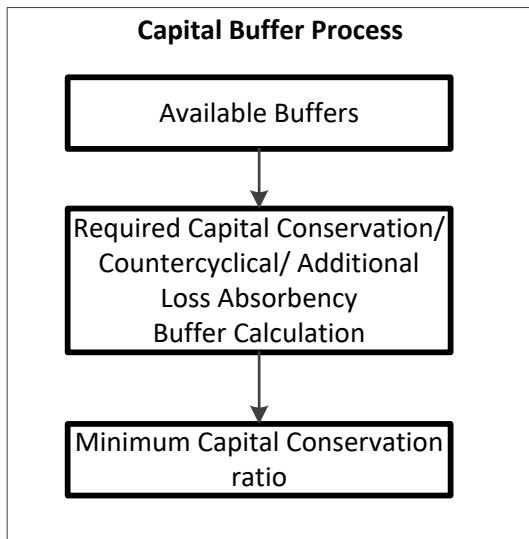 Capital Buffer Process
Available Buffers
Required Capital Conservation/
Countercyclical/ Additional
Loss Absorbency
Buffer Calculation
Minimum Capital Conservation
ratio